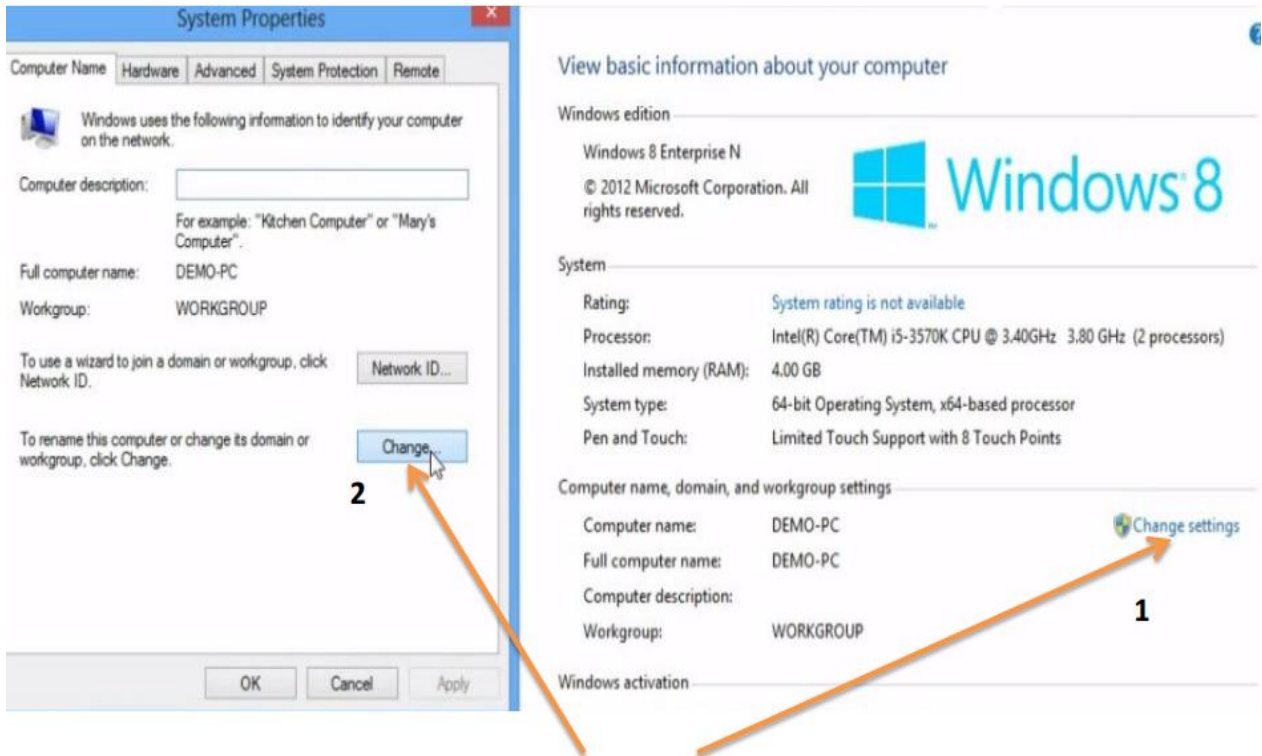 System Properties
Computer Name Hardware Advanced System Protection Remote
Windows uses the following information to identify your computer
on the network.
Computer description:
For example: "Kitchen Computer" or "Mary's
Computer".
Full computer name: DEMO-PC
Workgroup: WORKGROUP
To use a wizard to join a domain or workgroup, click
Network ID.
Network ID...
To rename this computer or change its domain or
workgroup, click Change.
Change...
2
OK Cancel Apply
View basic information about your computer
Windows edition
Windows 8 Enterprise N
© 2012 Microsoft Corporation. All
rights reserved.
Windows 8
System
Rating: System rating is not available
Processor: Intel(R) Core(TM) i5-3570K CPU @ 3.40GHz 3.80 GHz (2 processors)
Installed memory (RAM): 4.00 GB
System type: 64-bit Operating System, x64-based processor
Pen and Touch: Limited Touch Support with 8 Touch Points
Computer name, domain, and workgroup settings
Computer name: DEMO-PC
Change settings
Full computer name: DEMO-PC
Computer description:
1
Workgroup: WORKGROUP
Windows activation